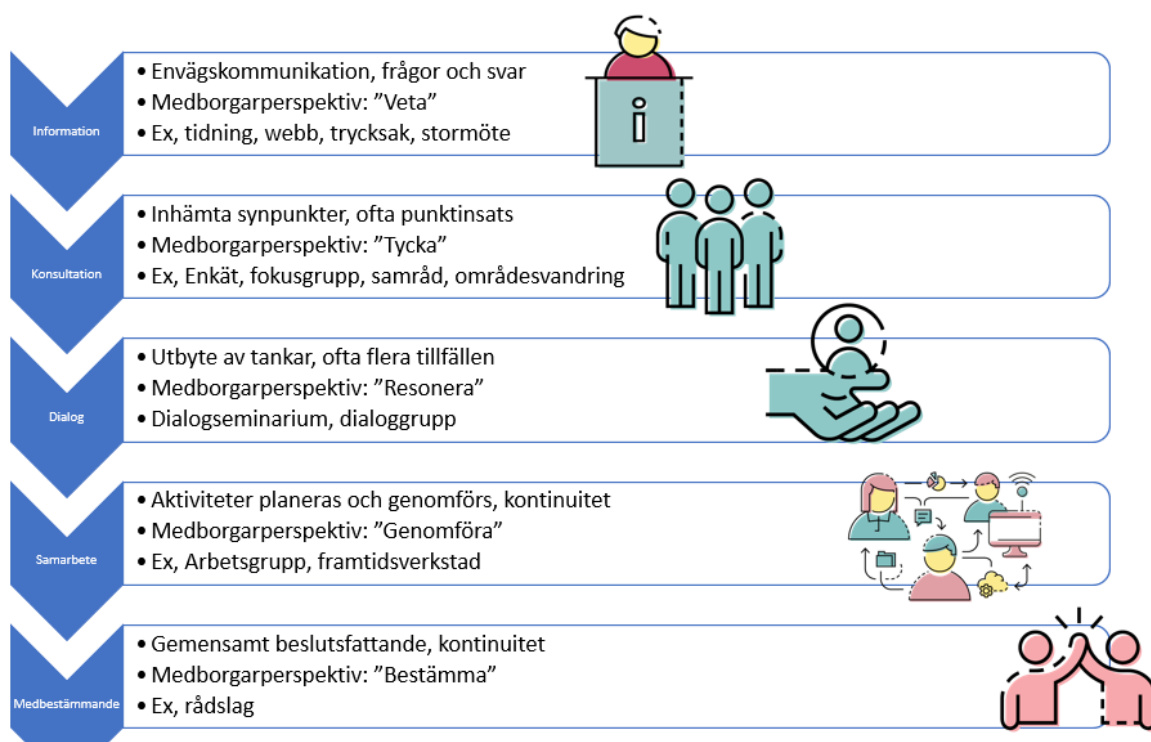 Information
• Envägskommunikation, frågor och svar
• Medborgarperspektiv: ”Veta”
• Ex, tidning, webb, trycksak, stormöte
i
Konsultation
• Inhämta synpunkter, ofta punktinsats
• Medborgarperspektiv: ”Tycka”
• Ex, Enkät, fokusgrupp, samråd, områdesvandring
Dialog
• Utbyte av tankar, ofta flera tillfällen
• Medborgarperspektiv: ”Resonera”
• Dialogseminarium, dialoggrupp
Samarbete
• Aktiviteter planeras och genomförs, kontinuitet
• Medborgarperspektiv: ”Genomföra”
• Ex, Arbetsgrupp, framtidsverkstad
Medbestämmande
• Gemensamt beslutsfattande, kontinuitet
• Medborgarperspektiv: ”Bestämma”
• Ex, rådslag